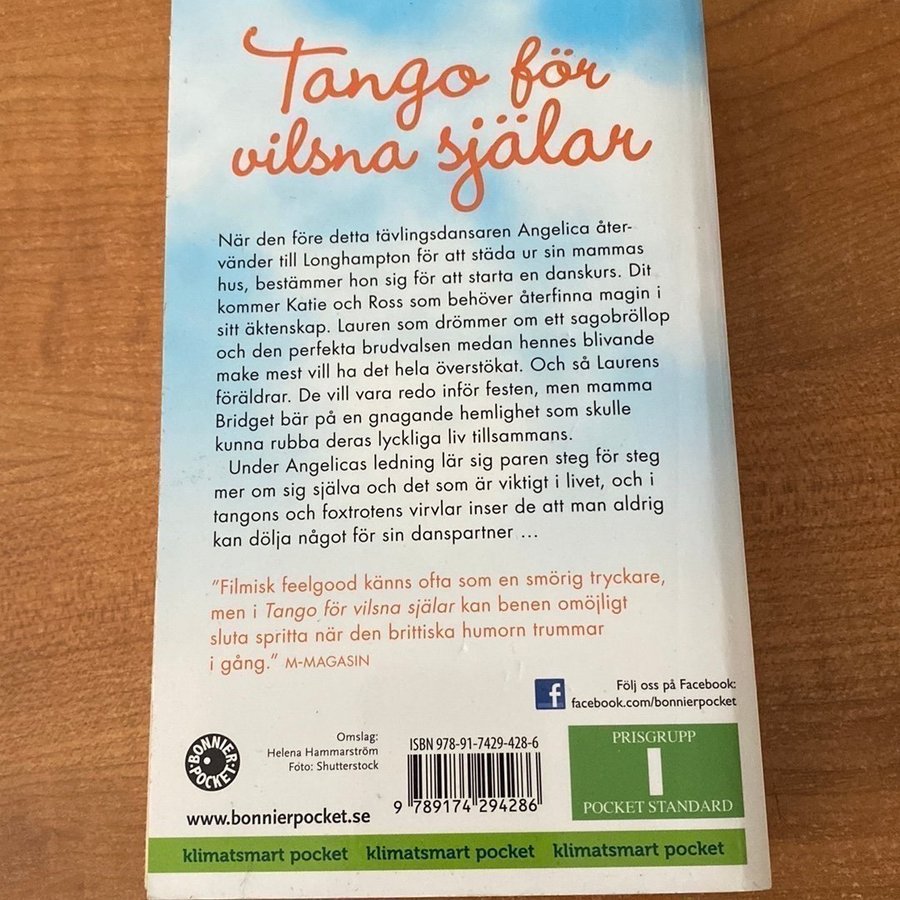 Tango för
vilsna själar
När den före detta tävlingsdansaren Angelica åter-
vänder till Longhampton för att städa ur sin mammas
hus, bestämmer hon sig för att starta en danskurs. Dit
kommer Katie och Ross som behöver återfinna magin i
sitt äktenskap. Lauren som drömmer om ett sagobröllop
och den perfekta brudvalsen medan hennes blivande
make mest vill ha det hela överstökat. Och så Laurens
föräldrar. De vill vara redo inför festen, men mamma
Bridget bär på en gnagande hemlighet som skulle
kunna rubba deras lyckliga liv tillsammans.
Under Angelicas ledning lär sig paren steg för steg
mer om sig själva och det som är viktigt i livet, och i
tangons och foxtrotens virvlar inser de att man aldrig
kan dölja något för sin danspartner ...
"Filmisk feelgood känns ofta som en smörig tryckare,
men i Tango för vilsna själar kan benen omöjligt
sluta spritta när den brittiska humorn trummar
i gång." M-MAGASIN
f
Följ oss på Facebook:
facebook.com/bonnierpocket
BONNIER
POCKET
Omslag:
Helena Hammarström
Foto: Shutterstock
www.bonnierpocket.se
ISBN 978-91-7429-428-6
9 789174 294286
PRISGRUPP
1
POCKET STANDARD
klimatsmart pocket klimatsmart pocket klimatsmart pocket